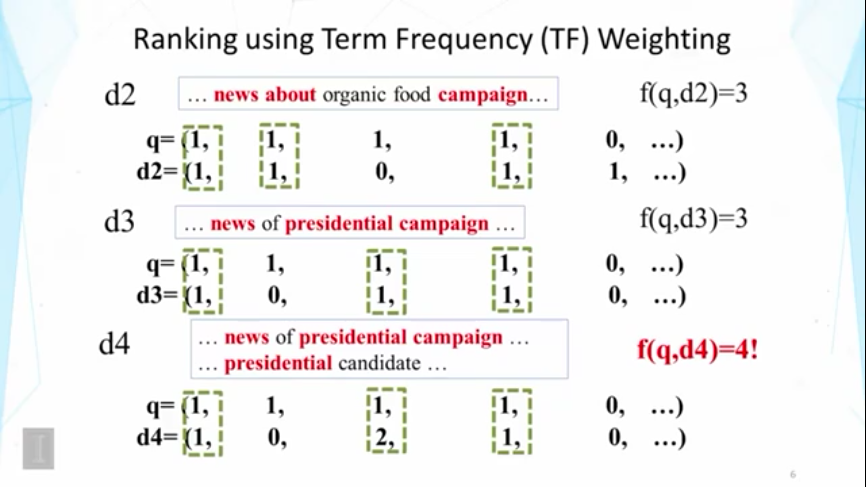 Ranking using Term Frequency (TF) Weighting
d2 … news about organic food campaign… f(q,d2)=3
q= (1, 1, 1, 1, 0, …)
d2= (1, 1, 0, 1, 1, …)
d3 … news of presidential campaign … f(q,d3)=3
q= (1, 1, 1, 1, 0, …)
d3= (1, 0, 1, 1, 0, …)
d4 … news of presidential campaign … f(q,d4)=4!
… presidential candidate …
q= (1, 1, 1, 1, 0, …)
d4= (1, 0, 2, 1, 0, …)
I
6